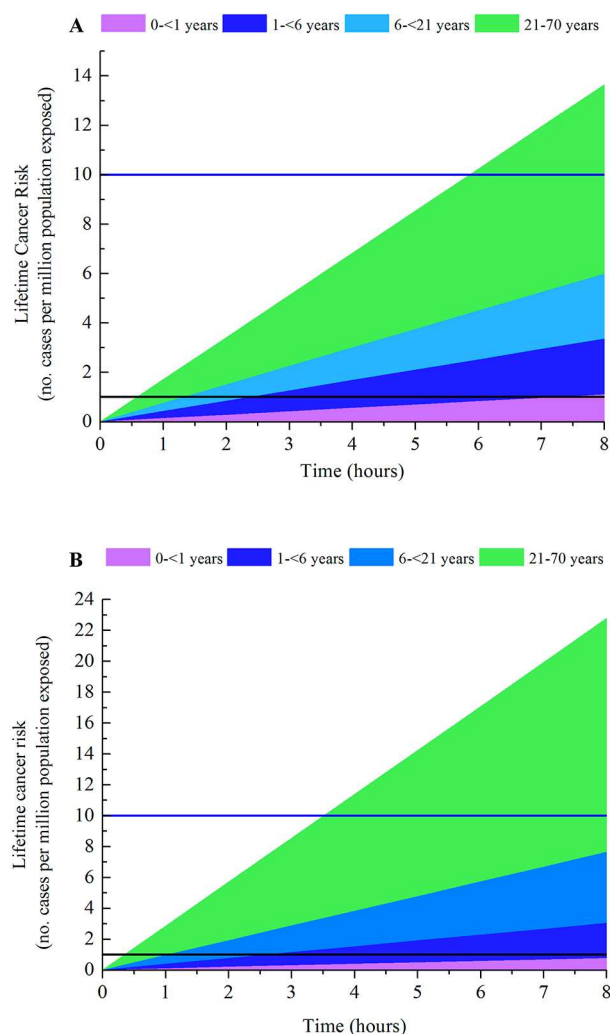 A
0-<1 years 1-<6 years 6-<21 years 21-70 years
14
12
10
8
6
4
2
0
Lifetime Cancer Risk
(no. cases per million population exposed)
0 1 2 3 4 5 6 7 8
Time (hours)
B
0-<1 years 1-<6 years 6-<21 years 21-70 years
24
22
20
18
16
14
12
10
8
6
4
2
0
Lifetime cancer risk
(no. cases per million population exposed)
0 1 2 3 4 5 6 7 8
Time (hours)